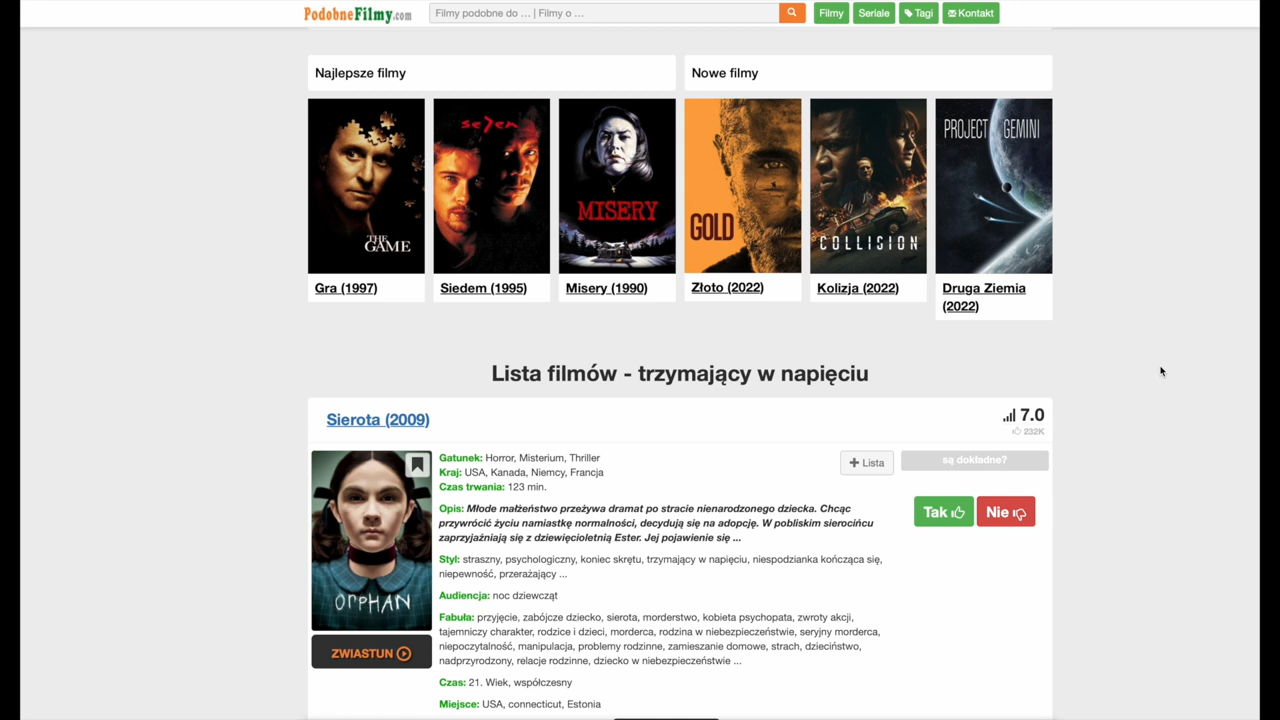 PodobneFilmy.com
Filmy podobne do ... | Filmy o ...
Filmy
Seriale
Tagi
Kontakt
Najlepsze filmy
Nowe filmy
THE GAME
se7en
MISERY
GOLD
COLLISION
PROJECT GEMINI
Gra (1997)
Siedem (1995)
Misery (1990)
Złoto (2022)
Kolizja (2022)
Druga Ziemia
(2022)
Lista filmów - trzymający w napięciu
Sierota (2009)
7.0
232K
ORPHAN
ZWIASTUN
Gatunek: Horror, Misterium, Thriller
Kraj: USA, Kanada, Niemcy, Francja
Czas trwania: 123 min.
Opis: Młode małżeństwo przeżywa dramat po stracie nienarodzonego dziecka. Chcąc
przywrócić życiu namiastkę normalności, decydują się na adopcję. W pobliskim sierocińcu
zaprzyjaźniają się z dziewięcioletnią Ester. Jej pojawienie się ...
Styl: straszny, psychologiczny, koniec skrętu, trzymający w napięciu, niespodzianka kończąca się,
niepewność, przerażający ...
Audiencja: noc dziewcząt
Fabuła: przyjęcie, zabójcze dziecko, sierota, morderstwo, kobieta psychopata, zwroty akcji,
tajemniczy charakter, rodzice i dzieci, morderca, rodzina w niebezpieczeństwie, seryjny morderca,
niepoczytalność, manipulacja, problemy rodzinne, zamieszanie domowe, strach, dzieciństwo,
nadprzyrodzony, relacje rodzinne, dziecko w niebezpieczeństwie ...
Czas: 21. Wiek, współczesny
Miejsce: USA, connecticut, Estonia
+ Lista
są dokładne?
Tak
Nie